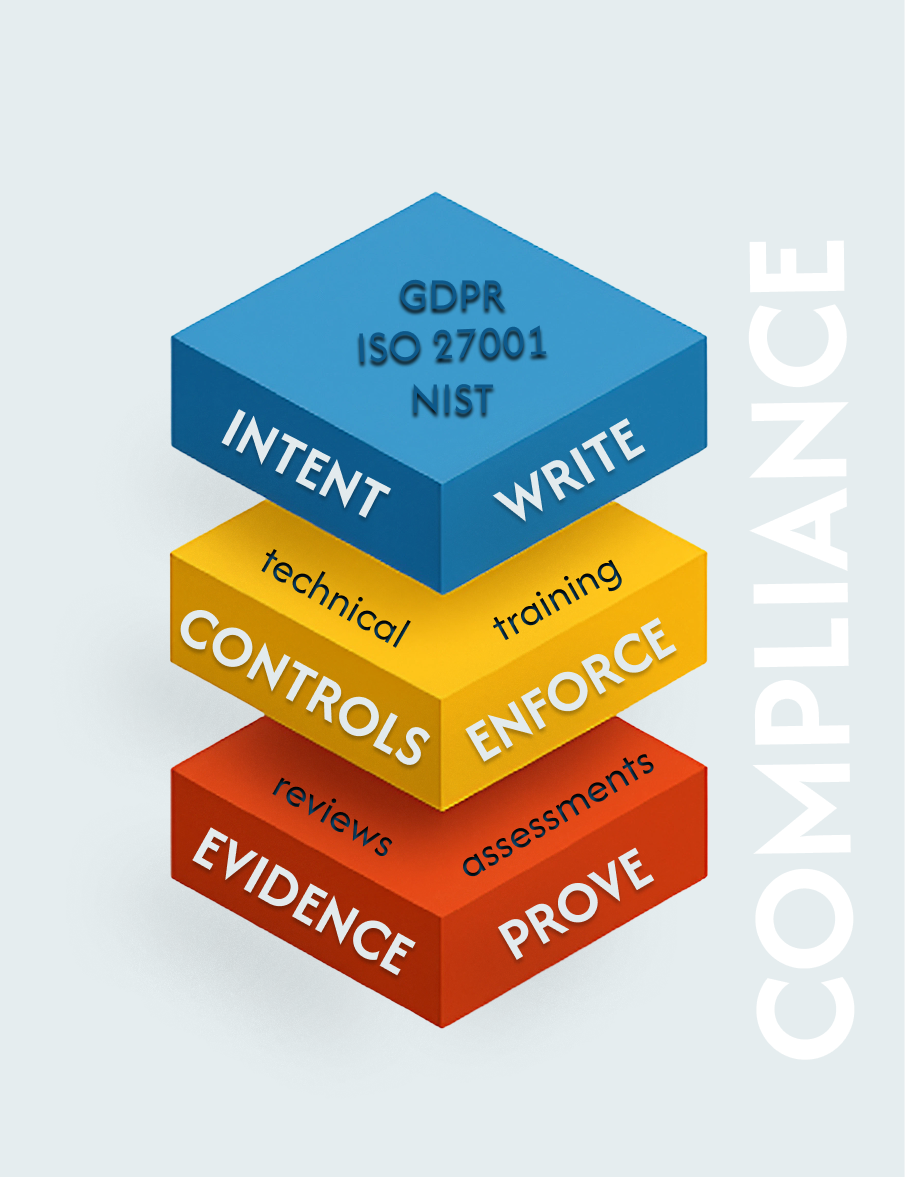 GDPR
ISO 27001
NIST
INTENT
WRITE
technical
training
CONTROLS
ENFORCE
reviews
assessments
EVIDENCE
PROVE
COMPLIANCE